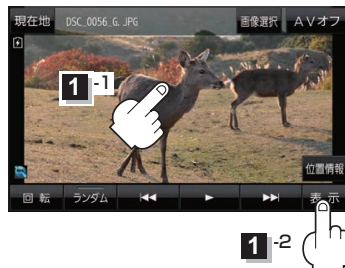 現在地 DSC_0056_G. JPG 画像選択 AVオフ
1 -1
位置情報
回 転 ランダム 表 示
1 -2